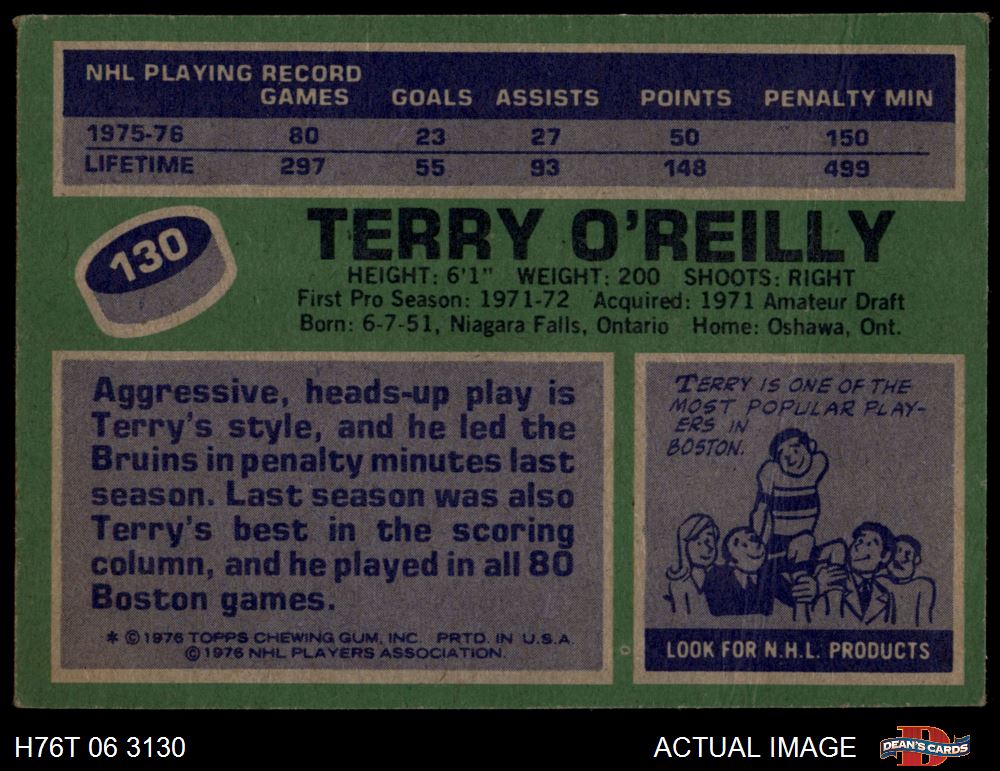 NHL PLAYING RECORD
GAMES GOALS ASSISTS POINTS PENALTY MIN
1975-76 80 23 27 50 150
LIFETIME 297 55 93 148 499
130
TERRY O'REILLY
HEIGHT: 6'1" WEIGHT: 200 SHOOTS: RIGHT
First Pro Season: 1971-72 Acquired: 1971 Amateur Draft
Born: 6-7-51, Niagara Falls, Ontario Home: Oshawa, Ont.
Aggressive, heads-up play is
Terry's style, and he led the
Bruins in penalty minutes last
season. Last season was also
Terry's best in the scoring
column, and he played in all 80
Boston games.
* © 1976 TOPPS CHEWING GUM, INC. PRTD. IN U.S.A.
© 1976 NHL PLAYERS ASSOCIATION.
TERRY IS ONE OF THE
MOST POPULAR PLAY-
ERS IN
BOSTON.
LOOK FOR N.H.L. PRODUCTS
H76T 06 3130
ACTUAL IMAGE
D
DEAN'S CARDS